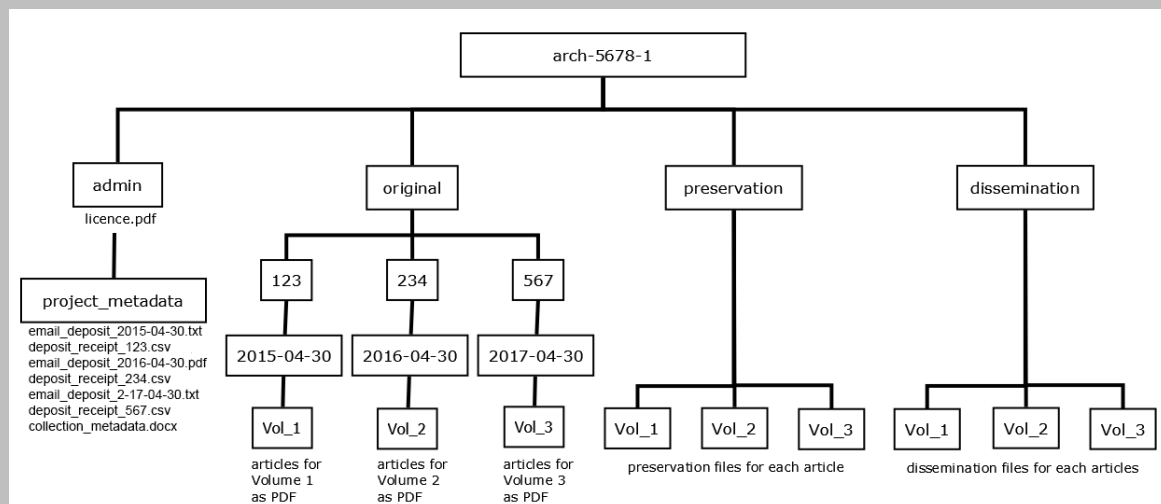 arch-5678-1
admin
original
preservation
dissemination
licence.pdf
123
234
567
project_metadata
email_deposit_2015-04-30.txt
deposit_receipt_123.csv
email_deposit_2016-04-30.pdf
deposit_receipt_234.csv
email_deposit_2-17-04-30.txt
deposit_receipt_567.csv
collection_metadata.docx
2015-04-30
2016-04-30
2017-04-30
Vol_1
Vol_2
Vol_3
Vol_1
Vol_2
Vol_3
Vol_1
Vol_2
Vol_3
articles for
Volume 1
as PDF
articles for
Volume 2
as PDF
articles for
Volume 3
as PDF
preservation files for each article
dissemination files for each articles